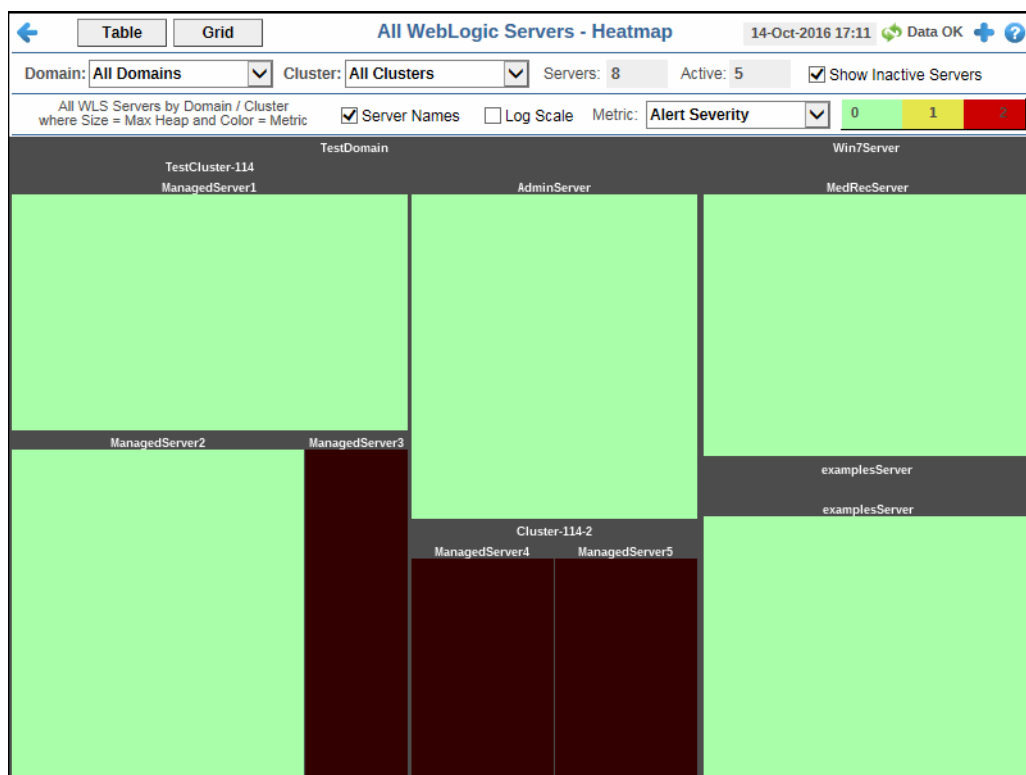 Table Grid All WebLogic Servers - Heatmap 14-Oct-2016 17:11 Data OK
Domain: All Domains Cluster: All Clusters Servers: 8 Active: 5 Show Inactive Servers
All WLS Servers by Domain / Cluster
where Size = Max Heap and Color = Metric
Server Names Log Scale Metric: Alert Severity 0 1 2
TestDomain Win7Server
TestCluster-114
ManagedServer1 AdminServer MedRecServer
ManagedServer2 ManagedServer3
examplesServer
examplesServer
Cluster-114-2
ManagedServer4 ManagedServer5